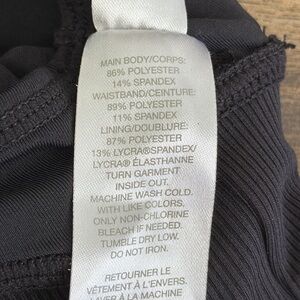 MAIN BODY/CORPS:
86% POLYESTER
14% SPANDEX
WAISTBAND/CEINTURE:
89% POLYESTER
11% SPANDEX
LINING/DOUBLURE:
87% POLYESTER
13% LYCRA®SPANDEX/
LYCRA® ÉLASTHANNE
TURN GARMENT
INSIDE OUT.
MACHINE WASH COLD.
WITH LIKE COLORS,
ONLY NON-CHLORINE
BLEACH IF NEEDED.
TUMBLE DRY LOW.
DO NOT IRON.
RETOURNER LE
VÊTEMENT À L'ENVERS.
LAVER À LA MACHINE